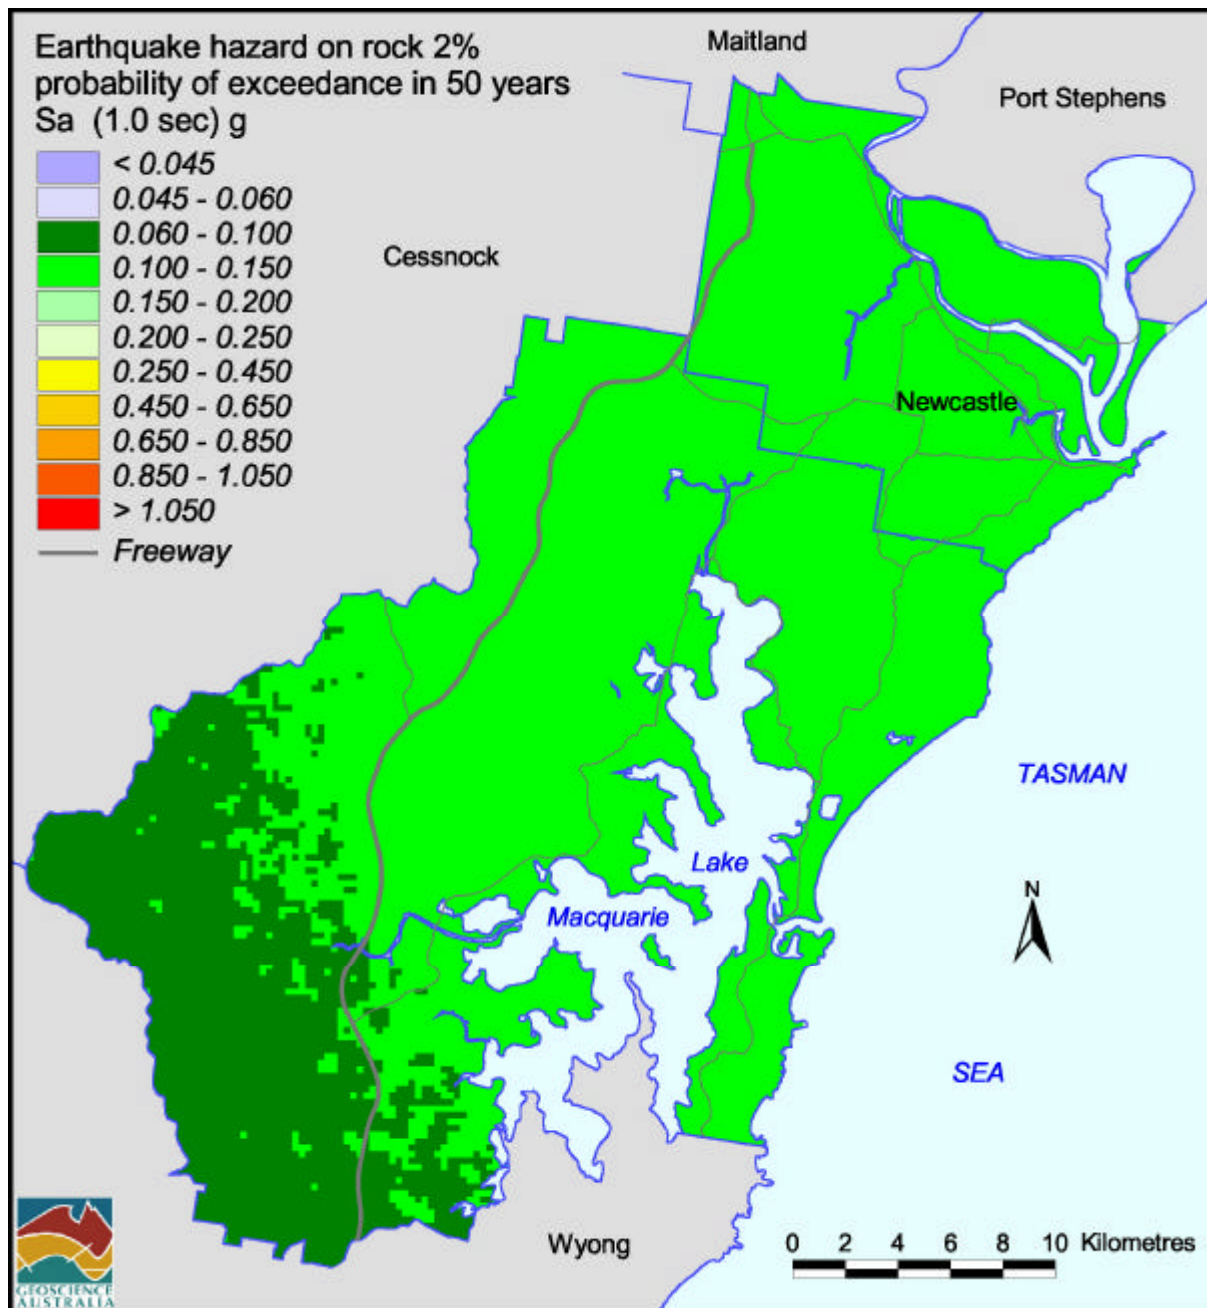 Earthquake hazard on rock 2%
probability of exceedance in 50 years
Sa (1.0 sec) g
< 0.045
0.045 - 0.060
0.060 - 0.100
0.100 - 0.150
0.150 - 0.200
0.200 - 0.250
0.250 - 0.450
0.450 - 0.650
0.650 - 0.850
0.850 - 1.050
> 1.050
Freeway
Maitland
Port Stephens
Cessnock
Newcastle
TASMAN
Lake
Macquarie
N
SEA
Wyong
0 2 4 6 8 10 Kilometres
GEOSCIENCE
AUSTRALIA